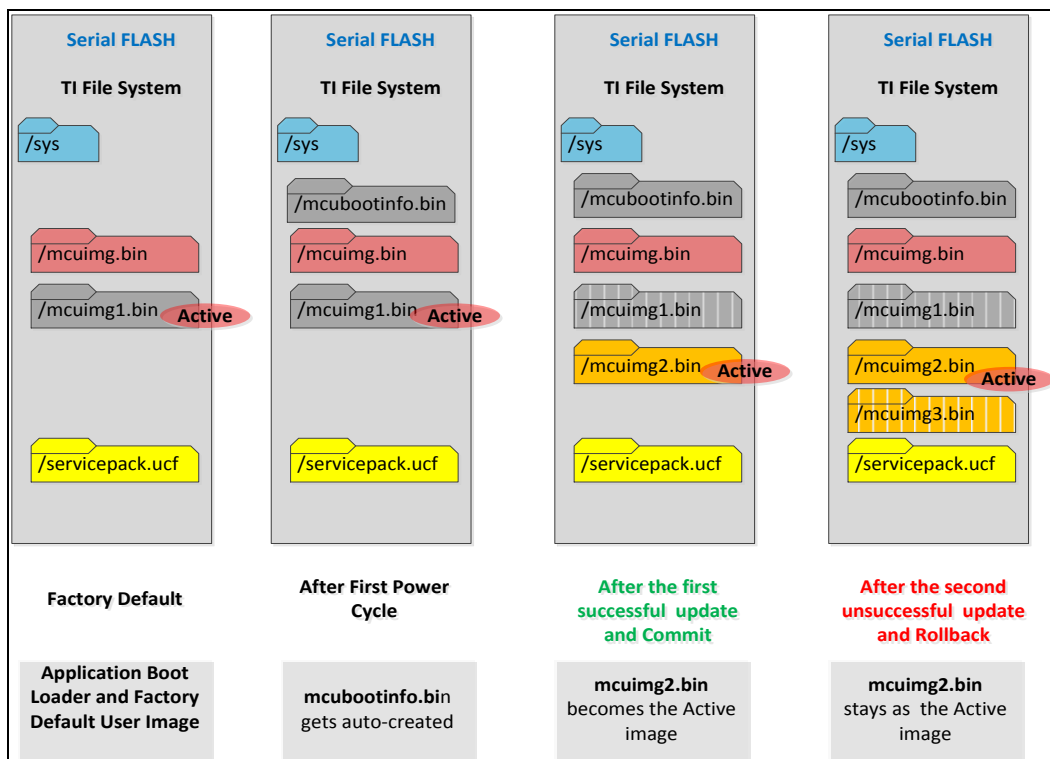 Serial FLASH
TI File System
/sys
/mcuimg.bin
/mcuimg1.bin
Active
/servicepack.ucf
Factory Default
Application Boot
Loader and Factory
Default User Image
Serial FLASH
TI File System
/sys
/mcubootinfo.bin
/mcuimg.bin
/mcuimg1.bin
Active
/servicepack.ucf
After First Power
Cycle
mcubootinfo.bin
gets auto-created
Serial FLASH
TI File System
/sys
/mcubootinfo.bin
/mcuimg.bin
/mcuimg1.bin
/mcuimg2.bin
Active
/servicepack.ucf
After the first
successful update
and Commit
mcuimg2.bin
becomes the Active
image
Serial FLASH
TI File System
/sys
/mcubootinfo.bin
/mcuimg.bin
/mcuimg1.bin
/mcuimg2.bin
Active
/mcuimg3.bin
/servicepack.ucf
After the second
unsuccessful update
and Rollback
mcuimg2.bin
stays as the Active
image